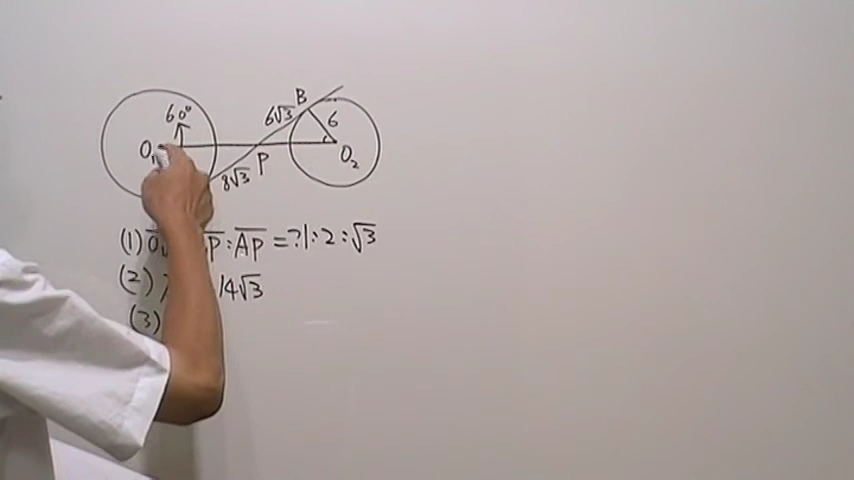 60°
B
6√3
6
O₁
P
O₂
8√3
(1) P : AP = ? 1 : 2 : √3
(2) 14√3
(3)